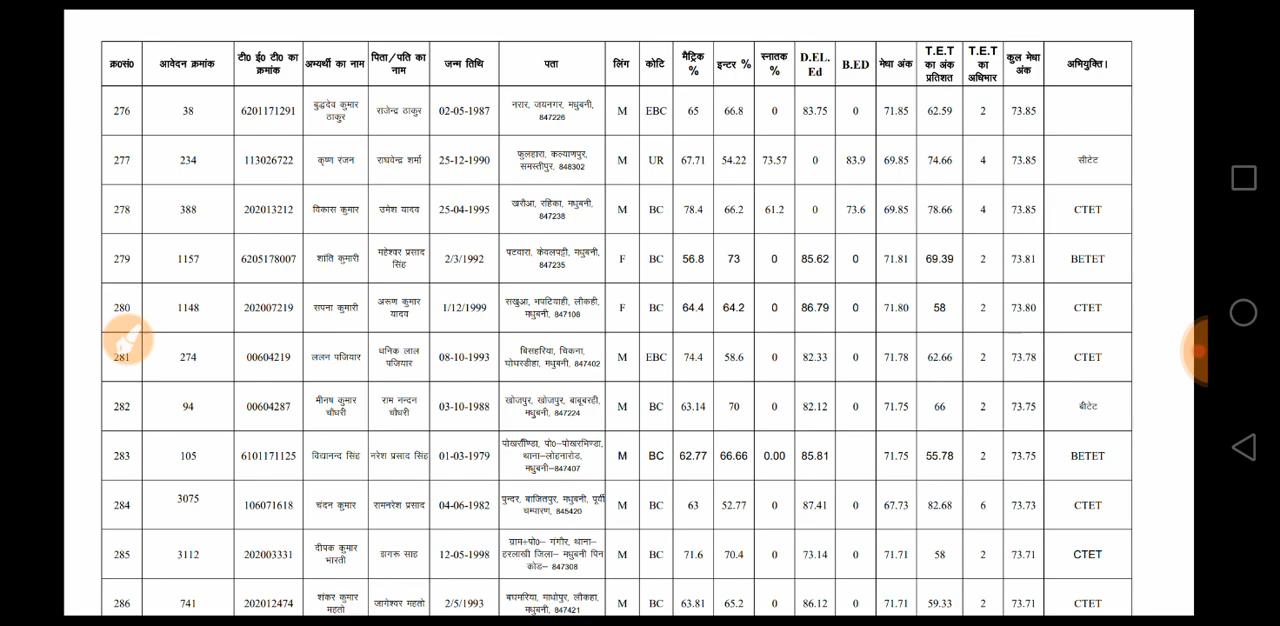 क्र0सं0 आवेदन क्रमांक टी0 ई0 टी0 का क्रमांक अभ्यर्थी का नाम पिता/पति का नाम जन्म तिथि पता लिंग कोटि मैट्रिक % इन्टर % स्नातक % D.EL. Ed B.ED मेधा अंक T.E.T का अंक प्रतिशत T.E.T का अधिभार कुल मेधा अंक अभियुक्ति।
276 38 6201171291 बुद्धदेव कुमार ठाकुर राजेन्द्र ठाकुर 02-05-1987 नरार, जयनगर, मधुबनी, 847226 M EBC 65 66.8 0 83.75 0 71.85 62.59 2 73.85
277 234 113026722 कृष्ण रंजन राघवेन्द्र शर्मा 25-12-1990 फुलहारा, कल्याणपुर, समस्तीपुर, 848302 M UR 67.71 54.22 73.57 0 83.9 69.85 74.66 4 73.85 सीटेट
278 388 202013212 विकास कुमार उमेश यादव 25-04-1995 खरौआ, रहिका, मधुबनी, 847238 M BC 78.4 66.2 61.2 0 73.6 69.85 78.66 4 73.85 CTET
279 1157 6205178007 शांति कुमारी महेश्वर प्रसाद सिंह 2/3/1992 पटवारा, केवलपट्टी, मधुबनी, 847235 F BC 56.8 73 0 85.62 0 71.81 69.39 2 73.81 BETET
280 1148 202007219 सपना कुमारी अरूण कुमार यादव 1/12/1999 सखुआ, भपटियाही, लौकही, मधुबनी, 847108 F BC 64.4 64.2 0 86.79 0 71.80 58 2 73.80 CTET
281 274 00604219 ललन पजियार धनिक लाल पजियार 08-10-1993 बिसहरिया, चिकना, घोघरडीहा, मधुबनी, 847402 M EBC 74.4 58.6 0 82.33 0 71.78 62.66 2 73.78 CTET
282 94 00604287 मीनष कुमार चौधरी राम नन्दन चौधरी 03-10-1988 खोजपुर, खोजपुर, बाबूबरही, मधुबनी, 847224 M BC 63.14 70 0 82.12 0 71.75 66 2 73.75 बीटेट
283 105 6101171125 विद्यानन्द सिंह नरेश प्रसाद सिंह 01-03-1979 पो0-पोखरभिण्डा, थाना-लोहनारोड, मधुबनी-847407 M BC 62.77 66.66 0.00 85.81 71.75 55.78 2 73.75 BETET
284 3075 106071618 चंदन कुमार रामनरेश प्रसाद 04-06-1982 पुन्दर, बाजितपुर, मधुबनी, पूर्वी चम्पारण, 845420 M BC 63 52.77 0 87.41 0 67.73 82.68 6 73.73 CTET
285 3112 202003331 दीपक कुमार भारती डागरू साह 12-05-1998 ग्राम+पो0- गंगौर, थाना- हरलाखी जिला- मधुबनी पिन कोड- 847308 M BC 71.6 70.4 0 73.14 0 71.71 58 2 73.71 CTET
286 741 202012474 शंकर कुमार महतो जागेश्वर महतो 2/5/1993 बघमरिया, माधोपुर, लौकहा, मधुबनी, 847421 M BC 63.81 65.2 0 86.12 0 71.71 59.33 2 73.71 CTET